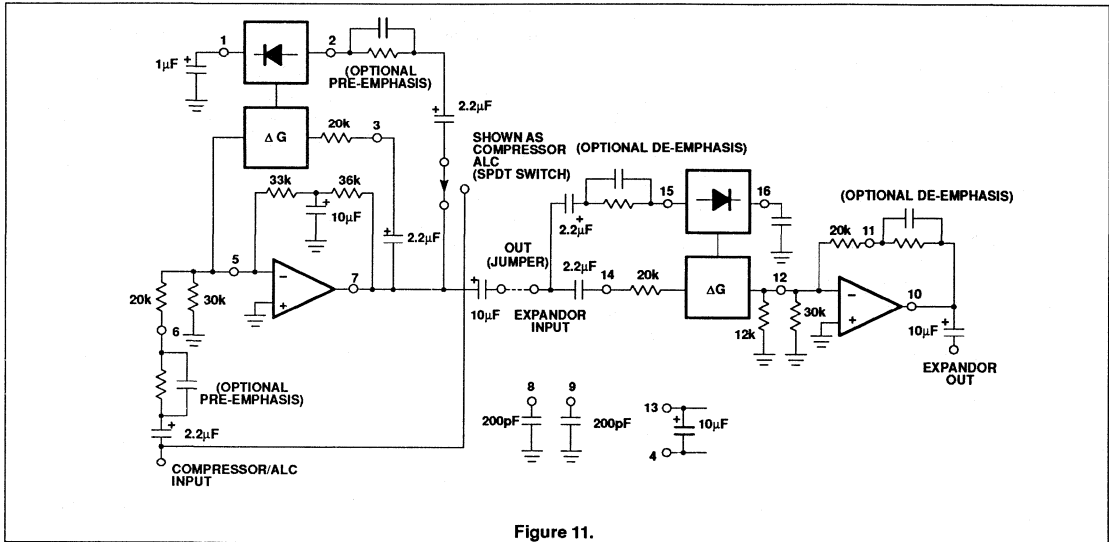 1
2
1µF
+
(OPTIONAL
PRE-EMPHASIS)
2.2µF
+
Δ G
20k
3
SHOWN AS
COMPRESSOR
ALC
(SPDT SWITCH)
(OPTIONAL DE-EMPHASIS)
33k
36k
+
10µF
+
2.2µF
15
16
+
2.2µF
(OPTIONAL DE-EMPHASIS)
20k
11
5
−
+
7
OUT
(JUMPER)
+
10µF
EXPANDOR
INPUT
2.2µF
+
14
20k
ΔG
12
−
+
10
12k
30k
+
10µF
EXPANDOR
OUT
20k
30k
6
(OPTIONAL
PRE-EMPHASIS)
+
2.2µF
COMPRESSOR/ALC
INPUT
8
200pF
9
200pF
13
+
10µF
4
Figure 11.